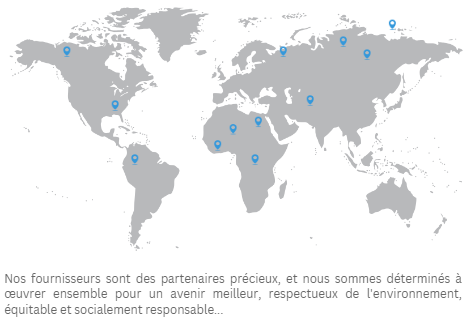 Nos fournisseurs sont des partenaires précieux, et nous sommes déterminés à
œuvrer ensemble pour un avenir meilleur, respectueux de l'environnement,
équitable et socialement responsable...